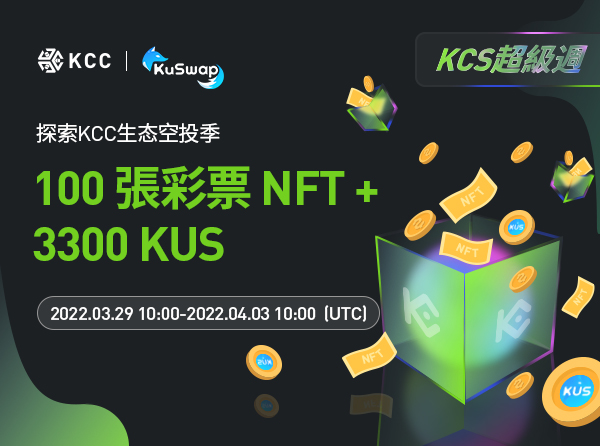 KCC | KuSwap
KCS超級週
探索KCC生态空投季
100 張彩票 NFT +
3300 KUS
2022.03.29 10:00-2022.04.03 10:00 (UTC)
NFT
NFT
NFT
NFT
KUS
KUS
KUS